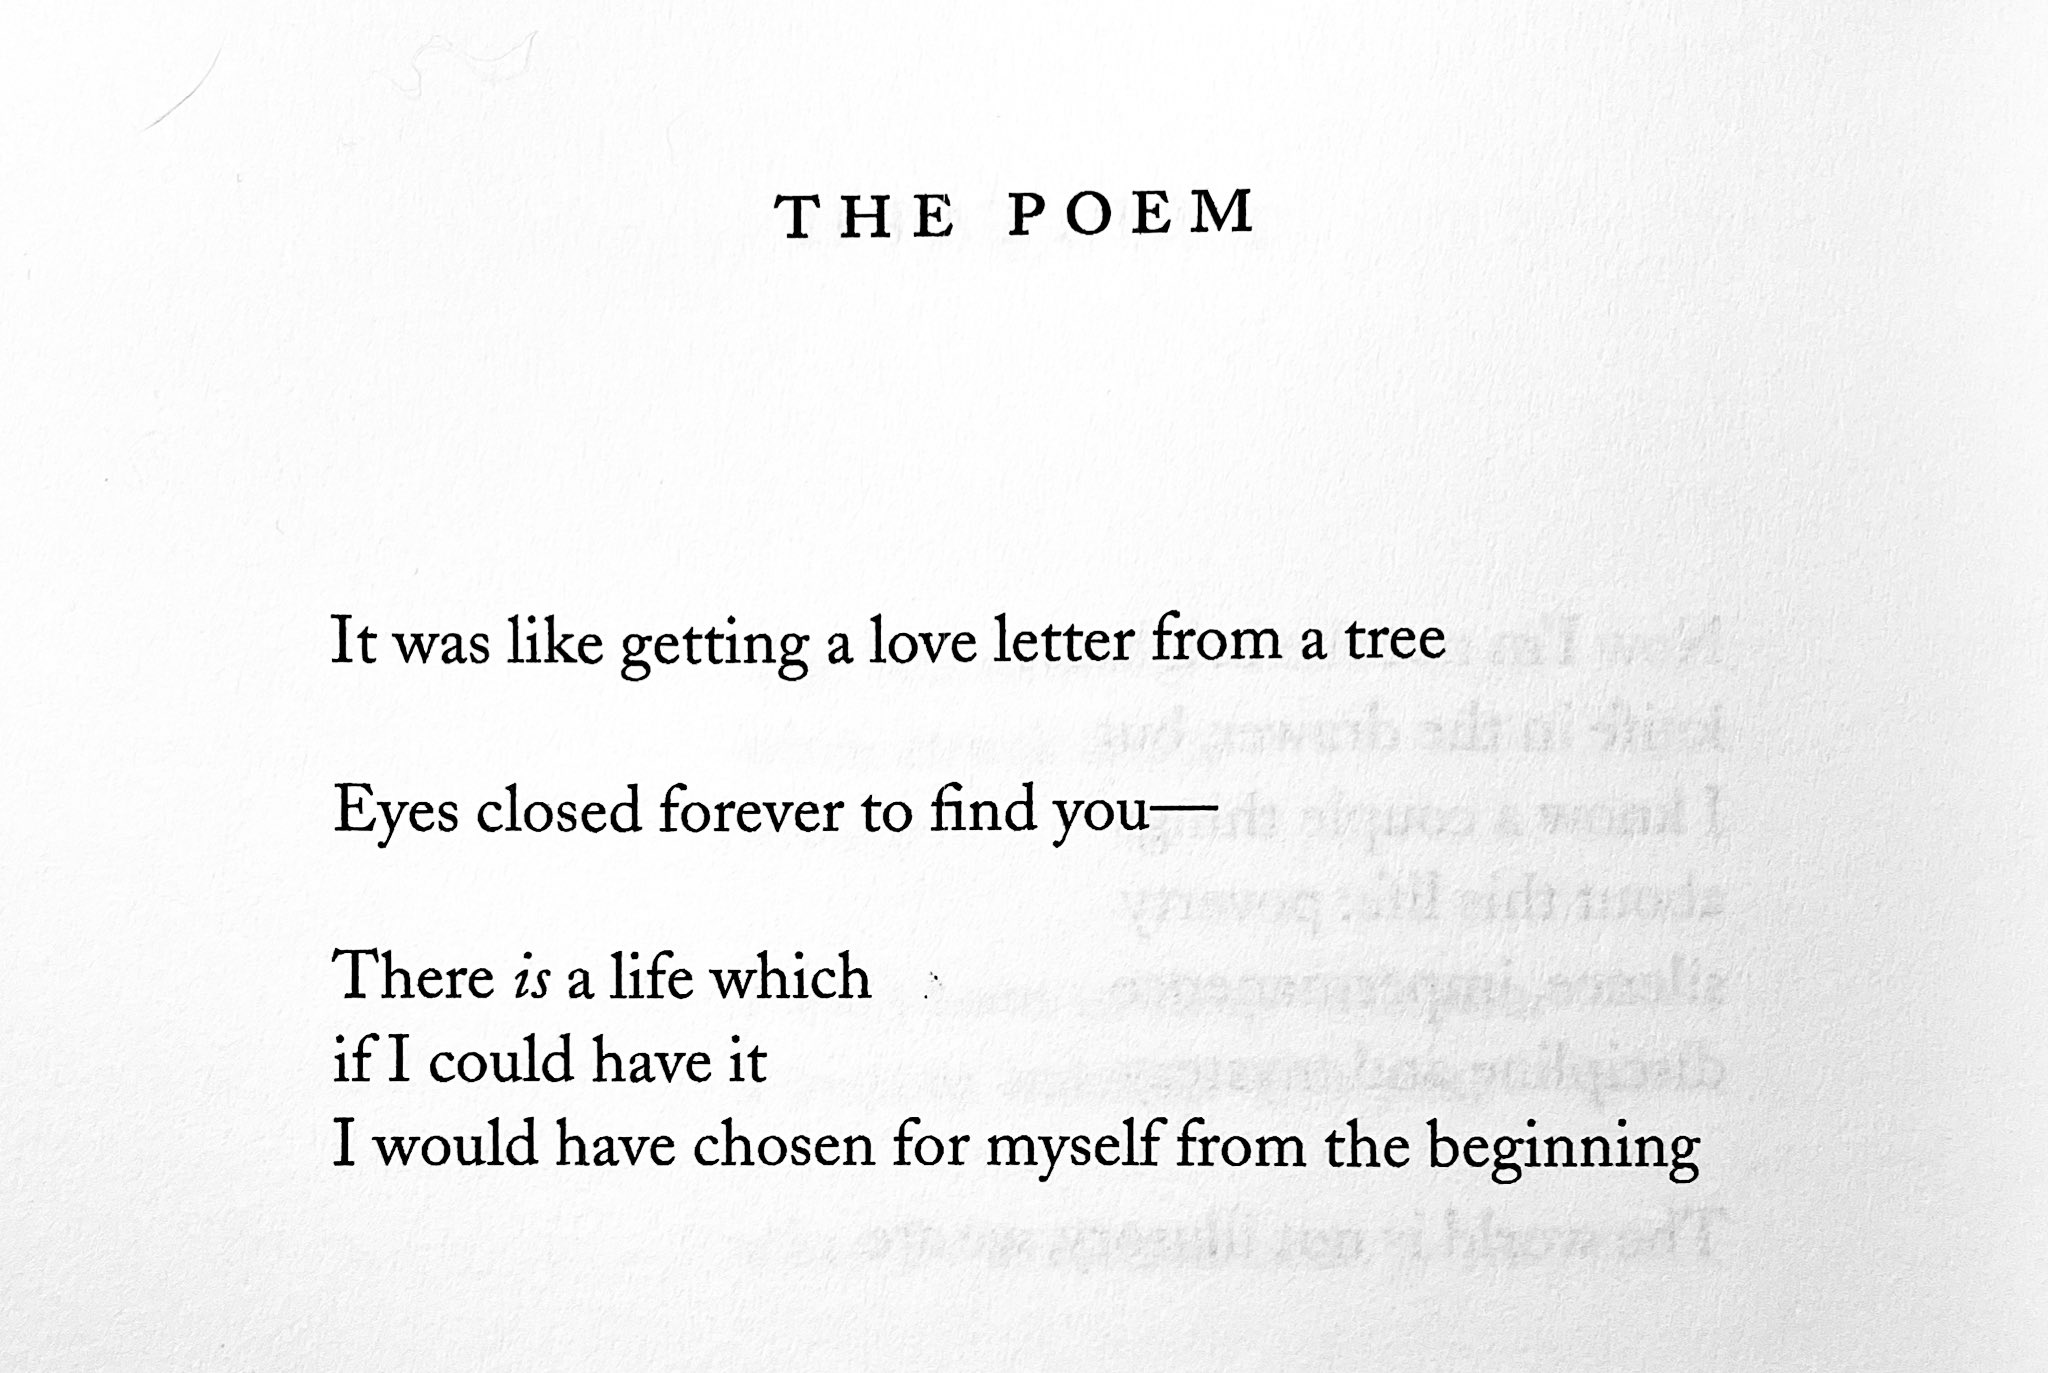 THE POEM
It was like getting a love letter from a tree
Eyes closed forever to find you—
There is a life which
if I could have it
I would have chosen for myself from the beginning